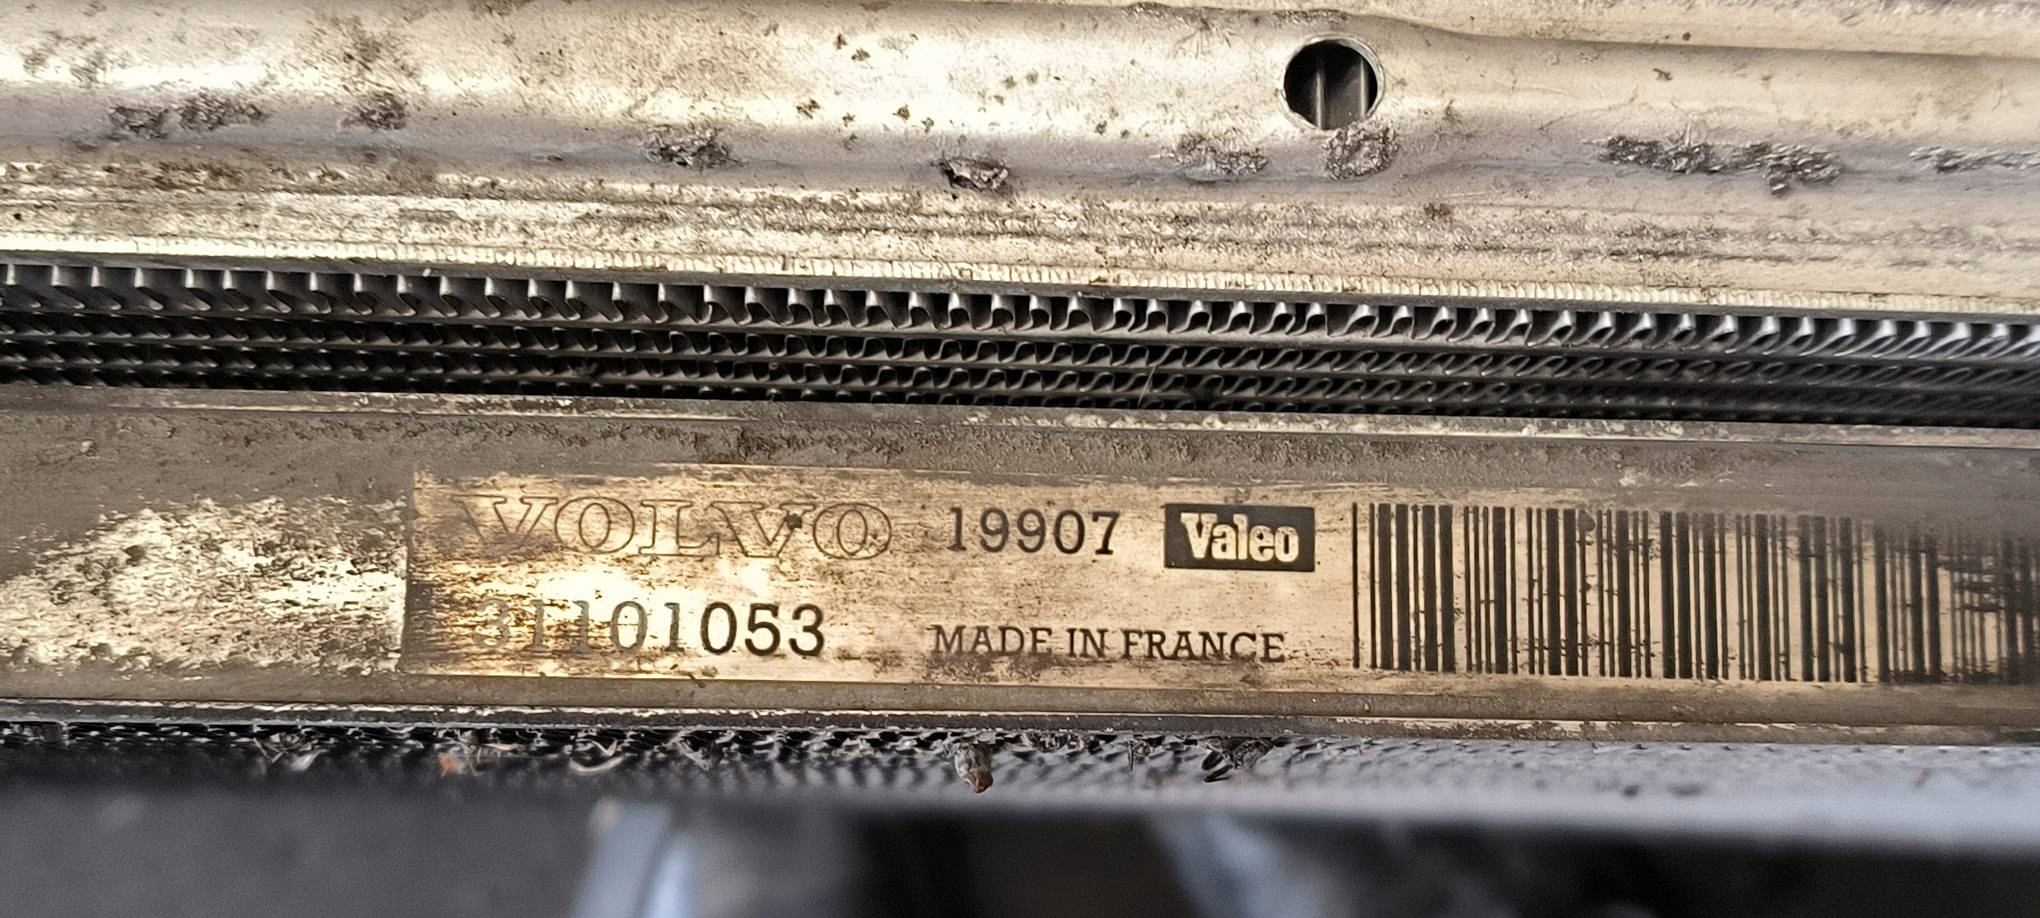 VOLVO 19907 Valeo
31101053 MADE IN FRANCE